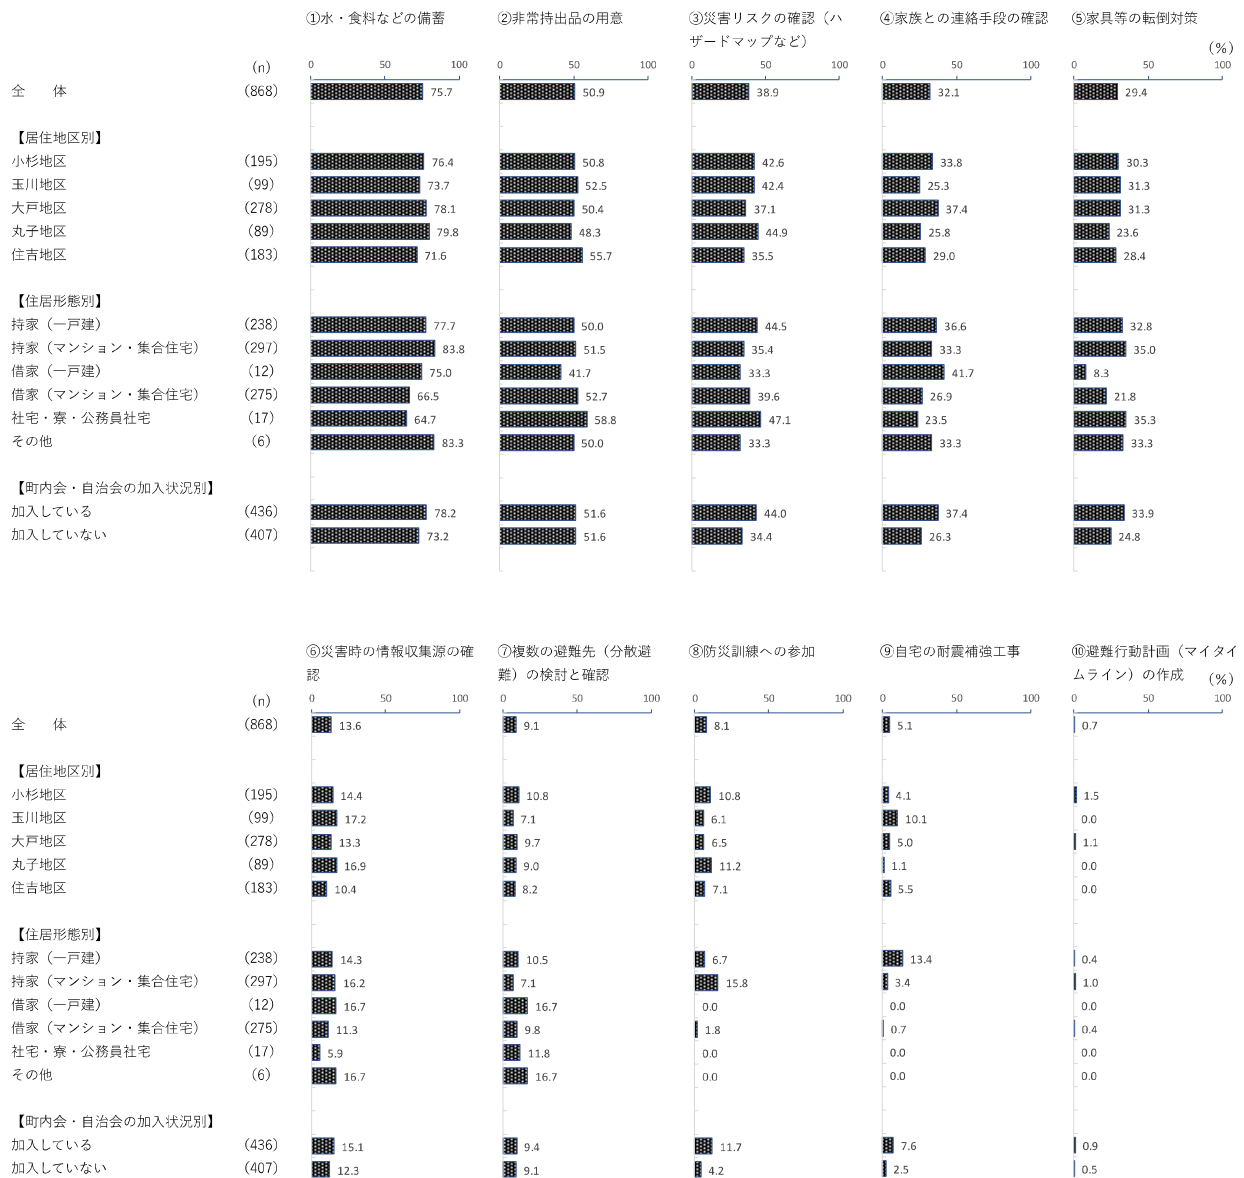 ①水・食料などの備蓄 ②非常持出品の用意 ③災害リスクの確認（ハ ④家族との連絡手段の確認 ⑤家具等の転倒対策
ザードマップなど） （%）
（n） 0 50 100 0 50 100 0 50 100 0 50 100 0 50 100
全　体 （868） 75.7 50.9 38.9 32.1 29.4
【居住地区別】
小杉地区 （195） 76.4 50.8 42.6 33.8 30.3
玉川地区 （99） 73.7 52.5 42.4 25.3 31.3
大戸地区 （278） 78.1 50.4 37.1 37.4 31.3
丸子地区 （89） 79.8 48.3 44.9 25.8 23.6
住吉地区 （183） 71.6 55.7 35.5 29.0 28.4
【住居形態別】
持家（一戸建） （238） 77.7 50.0 44.5 36.6 32.8
持家（マンション・集合住宅） （297） 83.8 51.5 35.4 33.3 35.0
借家（一戸建） （12） 75.0 41.7 33.3 41.7 8.3
借家（マンション・集合住宅） （275） 66.5 52.7 39.6 26.9 21.8
社宅・寮・公務員社宅 （17） 64.7 58.8 47.1 23.5 35.3
その他 （6） 83.3 50.0 33.3 33.3 33.3
【町内会・自治会の加入状況別】
加入している （436） 78.2 51.6 44.0 37.4 33.9
加入していない （407） 73.2 51.6 34.4 26.3 24.8
⑥災害時の情報収集源の確 ⑦複数の避難先（分散避 ⑧防災訓練への参加 ⑨自宅の耐震補強工事 ⑩避難行動計画（マイタイ
認 難）の検討と確認 ムライン）の作成 （%）
（n） 0 50 100 0 50 100 0 50 100 0 50 100 0 50 100
全　体 （868） 13.6 9.1 8.1 5.1 0.7
【居住地区別】
小杉地区 （195） 14.4 10.8 10.8 4.1 1.5
玉川地区 （99） 17.2 7.1 6.1 10.1 0.0
大戸地区 （278） 13.3 9.7 6.5 5.0 1.1
丸子地区 （89） 16.9 9.0 11.2 1.1 0.0
住吉地区 （183） 10.4 8.2 7.1 5.5 0.0
【住居形態別】
持家（一戸建） （238） 14.3 10.5 6.7 13.4 0.4
持家（マンション・集合住宅） （297） 16.2 7.1 15.8 3.4 1.0
借家（一戸建） （12） 16.7 16.7 0.0 0.0 0.0
借家（マンション・集合住宅） （275） 11.3 9.8 1.8 0.7 0.4
社宅・寮・公務員社宅 （17） 5.9 11.8 0.0 0.0 0.0
その他 （6） 16.7 16.7 0.0 0.0 0.0
【町内会・自治会の加入状況別】
加入している （436） 15.1 9.4 11.7 7.6 0.9
加入していない （407） 12.3 9.1 4.2 2.5 0.5